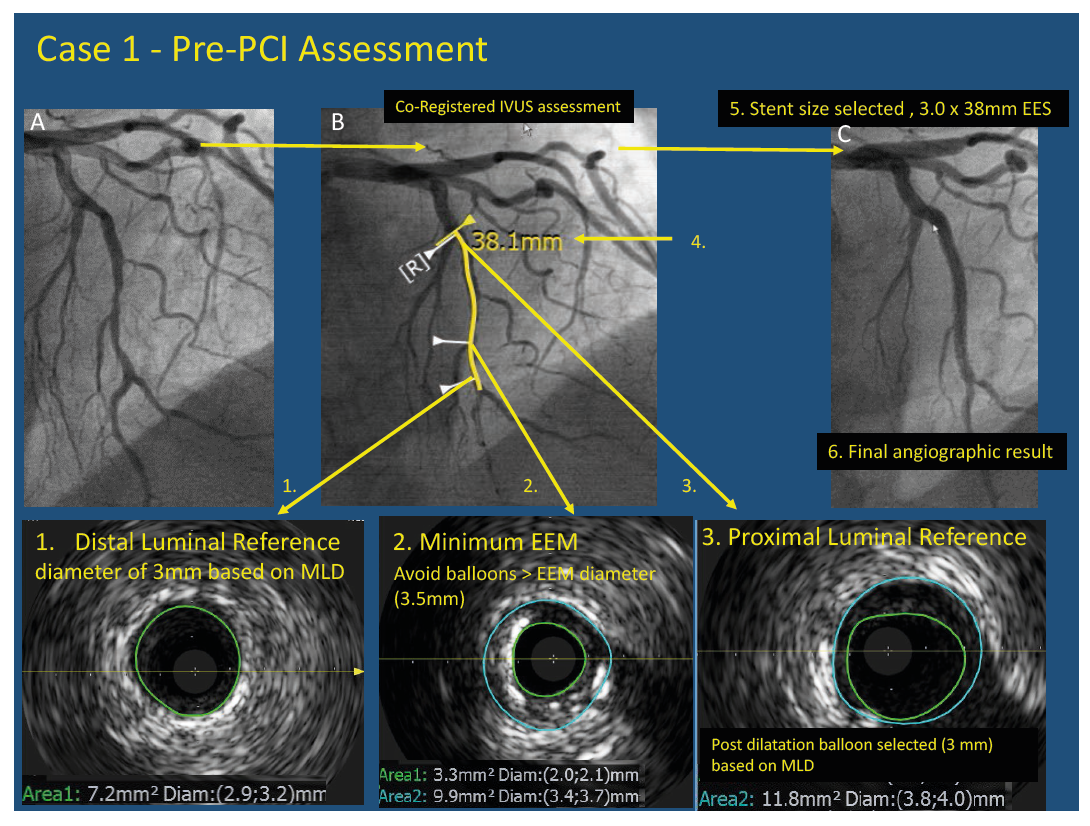 Case 1 - Pre-PCI Assessment
A
B
Co-Registered IVUS assessment
5. Stent size selected , 3.0 x 38mm EES
C
38.1mm
4.
[R]
6. Final angiographic result
1.
2.
3.
1. Distal Luminal Reference
diameter of 3mm based on MLD
2. Minimum EEM
Avoid balloons > EEM diameter
(3.5mm)
3. Proximal Luminal Reference
Post dilatation balloon selected (3 mm)
based on MLD
Area1: 7.2mm² Diam:(2.9;3.2)mm
Area1: 3.3mm² Diam:(2.0;2.1)mm
Area2: 9.9mm² Diam:(3.4;3.7)mm
Area2: 11.8mm² Diam:(3.8;4.0)mm